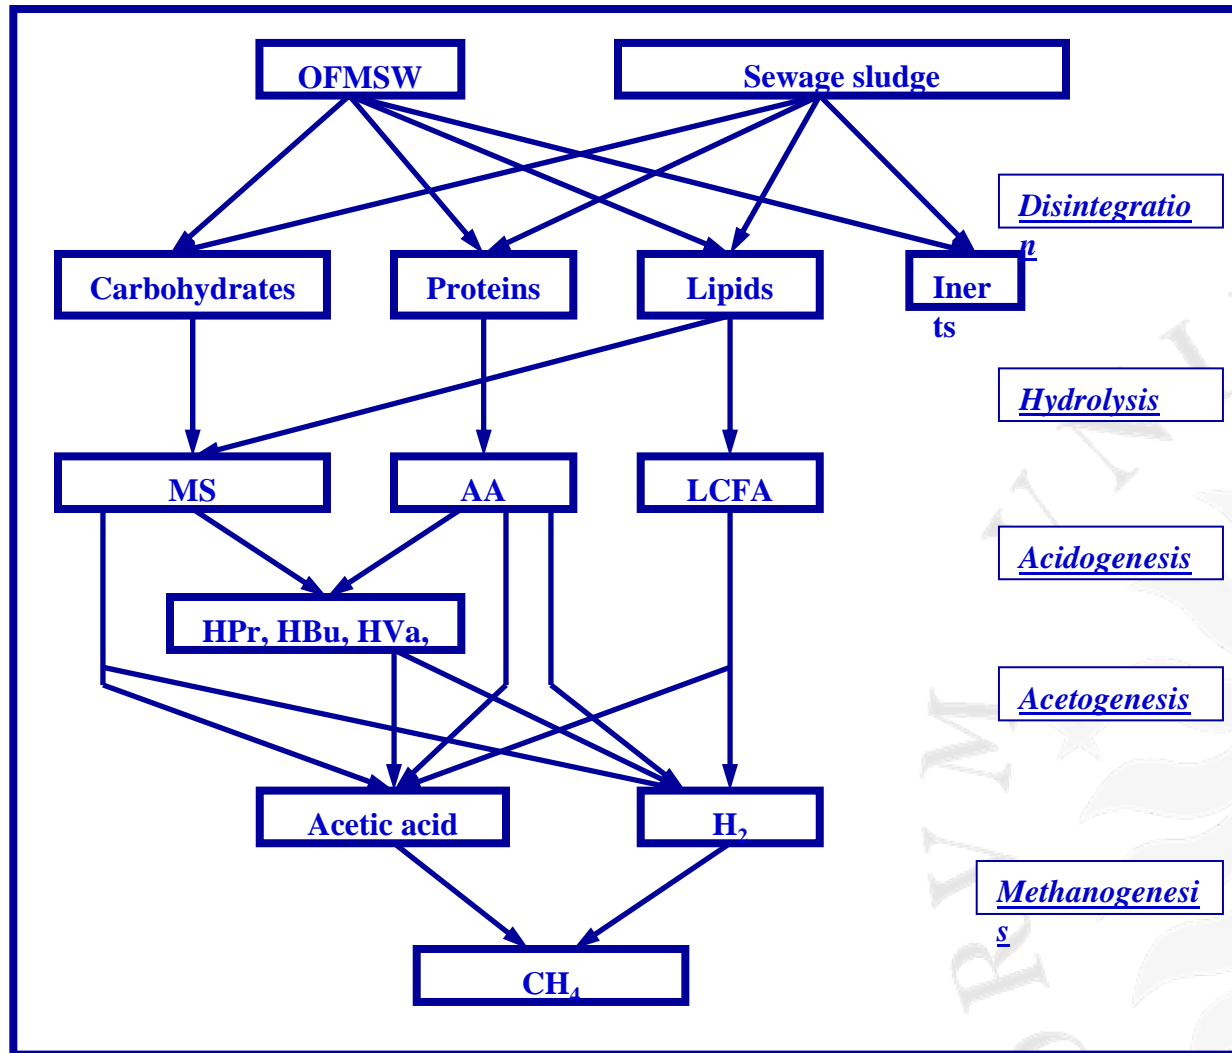 OFMSW
Sewage sludge
Disintegratio
n
Carbohydrates
Proteins
Lipids
Iner
ts
Hydrolysis
MS
AA
LCFA
Acidogenesis
HPr, HBu, HVa,
Acetogenesis
Acetic acid
H₂
Methanogenesi
s
CH₄